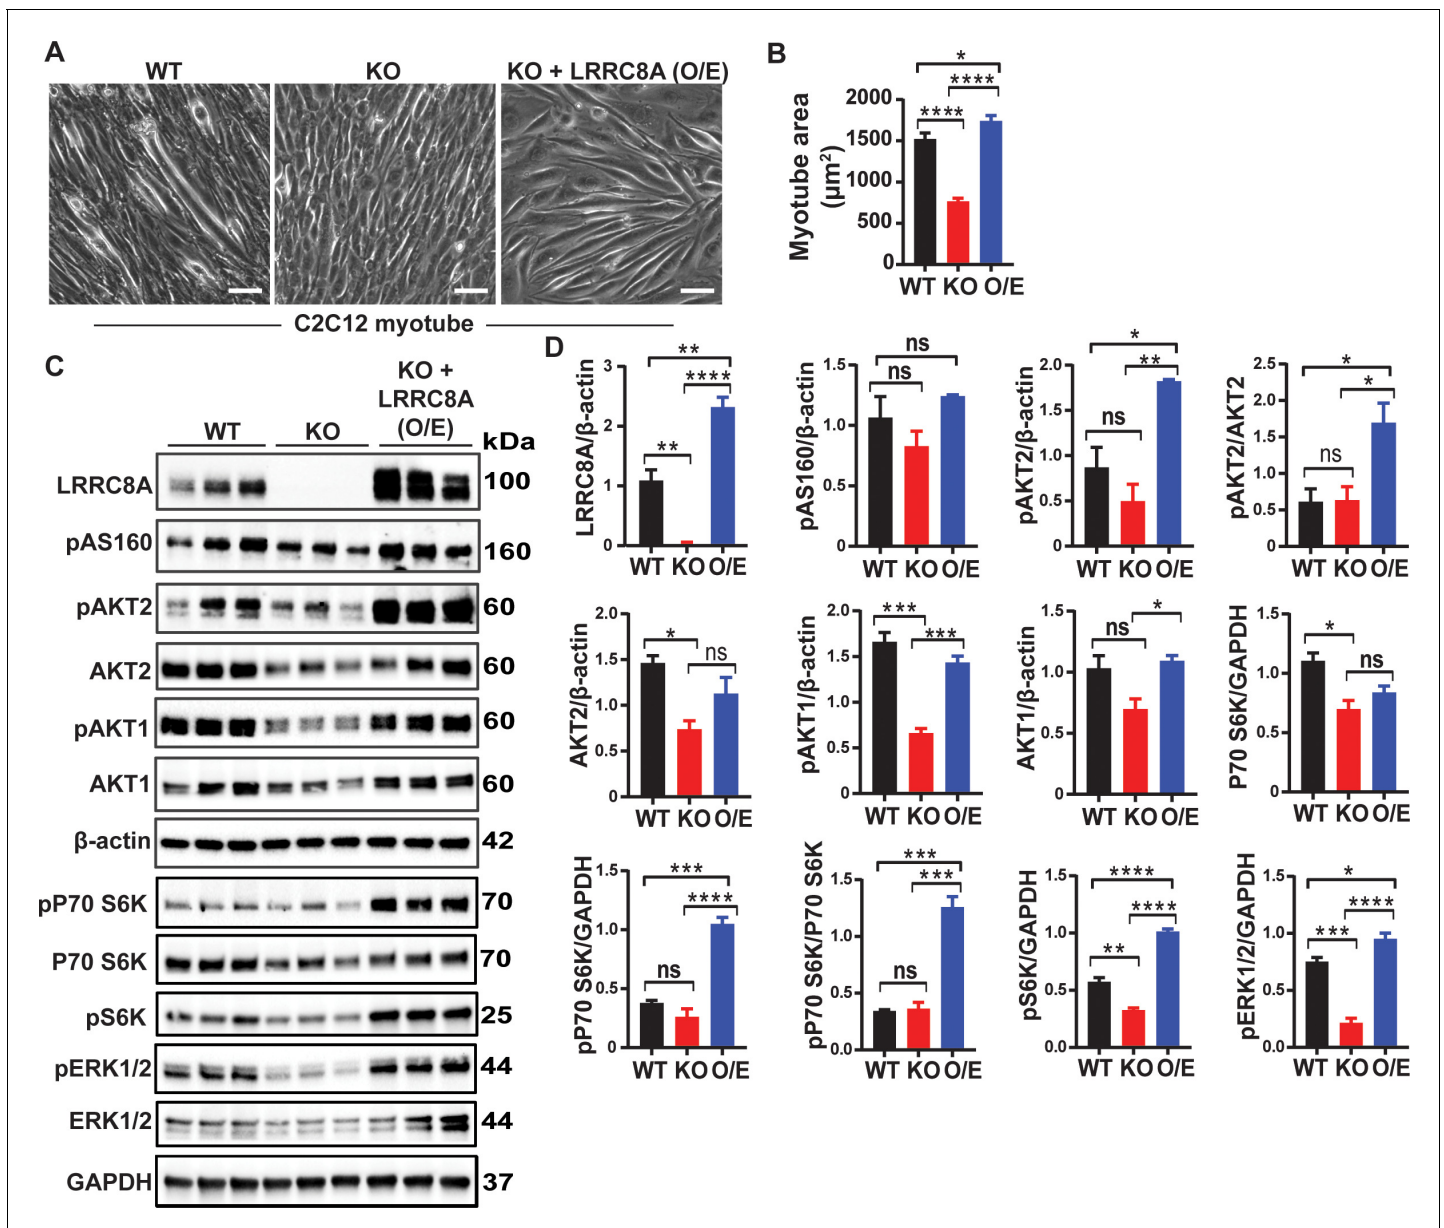 A
WT
KO
KO + LRRC8A (O/E)
C2C12 myotube
B
Myotube area
(µm²)
2000
1500
1000
500
0
****
****
*
WT KO O/E
C
WT
KO
KO +
LRRC8A
(O/E)
kDa
LRRC8A
100
pAS160
160
pAKT2
60
AKT2
60
pAKT1
60
AKT1
60
β-actin
42
pP70 S6K
70
P70 S6K
70
pS6K
25
pERK1/2
44
ERK1/2
44
GAPDH
37
D
LRRC8A/β-actin
3
2
1
0
**
****
**
WT KO O/E
pAS160/β-actin
1.5
1.0
0.5
0
ns
ns
WT KO O/E
pAKT2/β-actin
2.0
1.5
1.0
0.5
0
*
**
ns
WT KO O/E
pAKT2/AKT2
2.5
2.0
1.5
1.0
0.5
0
*
*
ns
WT KO O/E
AKT2/β-actin
2.0
1.5
1.0
0.5
0
*
ns
WT KO O/E
pAKT1/β-actin
2.0
1.5
1.0
0.5
0
***
***
WT KO O/E
AKT1/β-actin
1.5
1.0
0.5
0
ns
*
WT KO O/E
P70 S6K/GAPDH
1.5
1.0
0.5
0
*
ns
WT KO O/E
pP70 S6K/GAPDH
1.5
1.0
0.5
0
***
****
ns
WT KO O/E
pP70 S6K/P70 S6K
1.5
1.0
0.5
0.0
***
***
ns
WT KO O/E
pS6K/GAPDH
1.5
1.0
0.5
0.0
****
****
**
WT KO O/E
pERK1/2/GAPDH
1.5
1.0
0.5
0.0
*
****
***
WT KO O/E